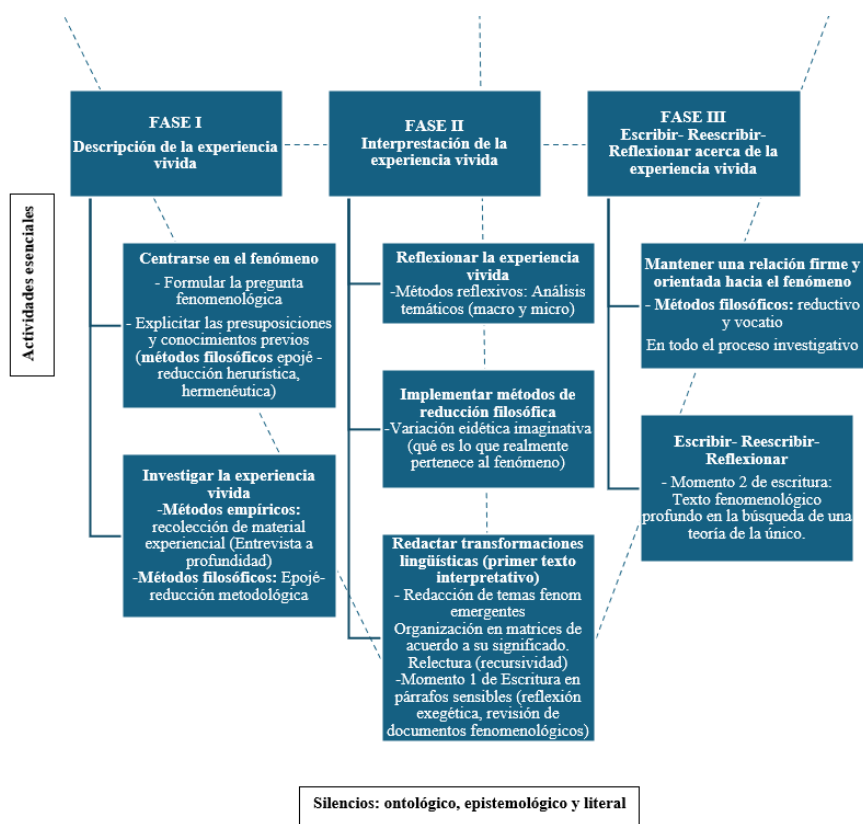 FASE I
Descripción de la experiencia
vivida
FASE II
Interprestación de la
experiencia vivida
FASE III
Escribir- Reescribir-
Reflexionar acerca de la
experiencia vivida
Actividades esenciales
Centrarse en el fenómeno
- Formular la pregunta
fenomenológica
- Explicitar las presuposiciones
y conocimientos previos
(métodos filosóficos epojé -
reducción herurística,
hermenéutica)
Investigar la experiencia
vivida
-Métodos empíricos:
recolección de material
experiencial (Entrevista a
profundidad)
-Métodos filosóficos: Epojé-
reducción metodológica
Reflexionar la experiencia
vivida
-Métodos reflexivos: Análisis
temáticos (macro y micro)
Implementar métodos de
reducción filosófica
-Variación eidética imaginativa
(qué es lo que realmente
pertenece al fenómeno)
Redactar transformaciones
lingüísticas (primer texto
interpretativo)
- Redacción de temas fenom
emergentes
Organización en matrices de
acuerdo a su significado.
Relectura (recursividad)
-Momento 1 de Escritura en
párrafos sensibles (reflexión
exegética, revisión de
documentos fenomenológicos)
Mantener una relación firme y
orientada hacia el fenómeno
- Métodos filosóficos: reductivo
y vocatio
En todo el proceso investigativo
Escribir- Reescribir-
Reflexionar
- Momento 2 de escritura:
Texto fenomenológico
profundo en la búsqueda de una
teoría de la único.
Silencios: ontológico, epistemológico y literal